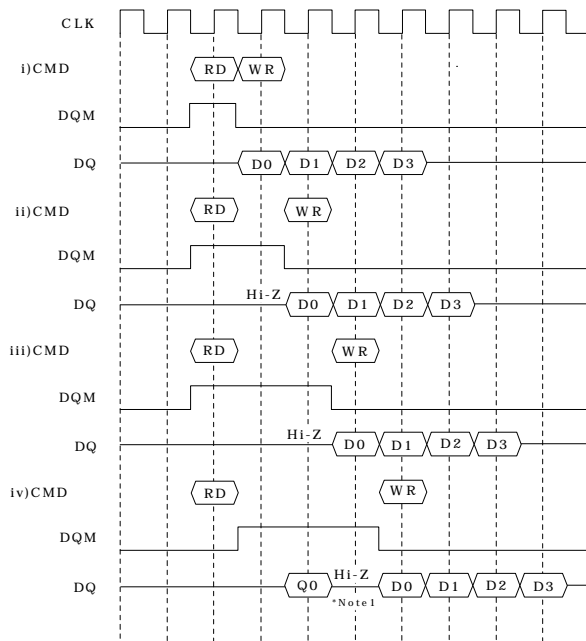 CLK
i)CMD RD WR
DQM
DQ D0 D1 D2 D3
ii)CMD RD WR
DQM
DQ Hi-Z D0 D1 D2 D3
iii)CMD RD WR
DQM
DQ Hi-Z D0 D1 D2 D3
iv)CMD RD WR
DQM
DQ Q0 Hi-Z D0 D1 D2 D3
*Note1